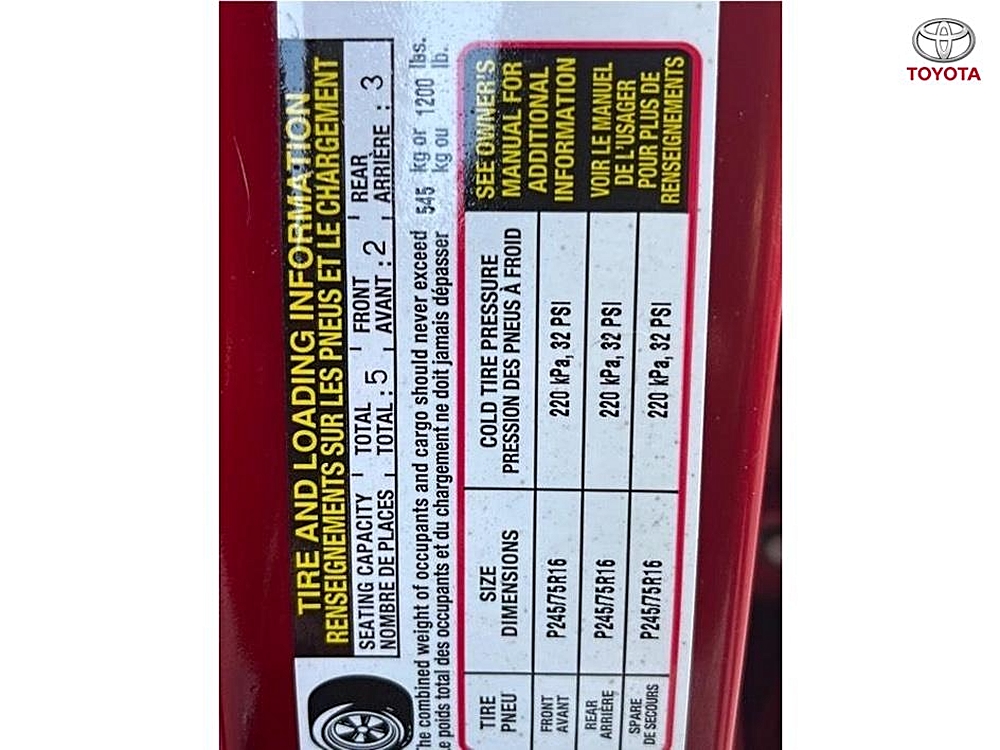 TIRE AND LOADING INFORMATION
RENSEIGNEMENTS SUR LES PNEUS ET LE CHARGEMENT
SEATING CAPACITY TOTAL FRONT REAR
NOMBRE DE PLACES TOTAL : 5 AVANT : 2 ARRIÈRE : 3
The combined weight of occupants and cargo should never exceed 545 kg or 1200 lbs.
Le poids total des occupants et du chargement ne doit jamais dépasser kg ou lb.
TIRE
PNEU
SIZE
DIMENSIONS
COLD TIRE PRESSURE
PRESSION DES PNEUS À FROID
SEE OWNER'S
MANUAL FOR
ADDITIONAL
INFORMATION
VOIR LE MANUEL
DE L'USAGER
POUR PLUS DE
RENSEIGNEMENTS
FRONT
AVANT
P245/75R16
220 kPa, 32 PSI
REAR
ARRIÈRE
P245/75R16
220 kPa, 32 PSI
SPARE
DE SECOURS
P245/75R16
220 kPa, 32 PSI
TOYOTA